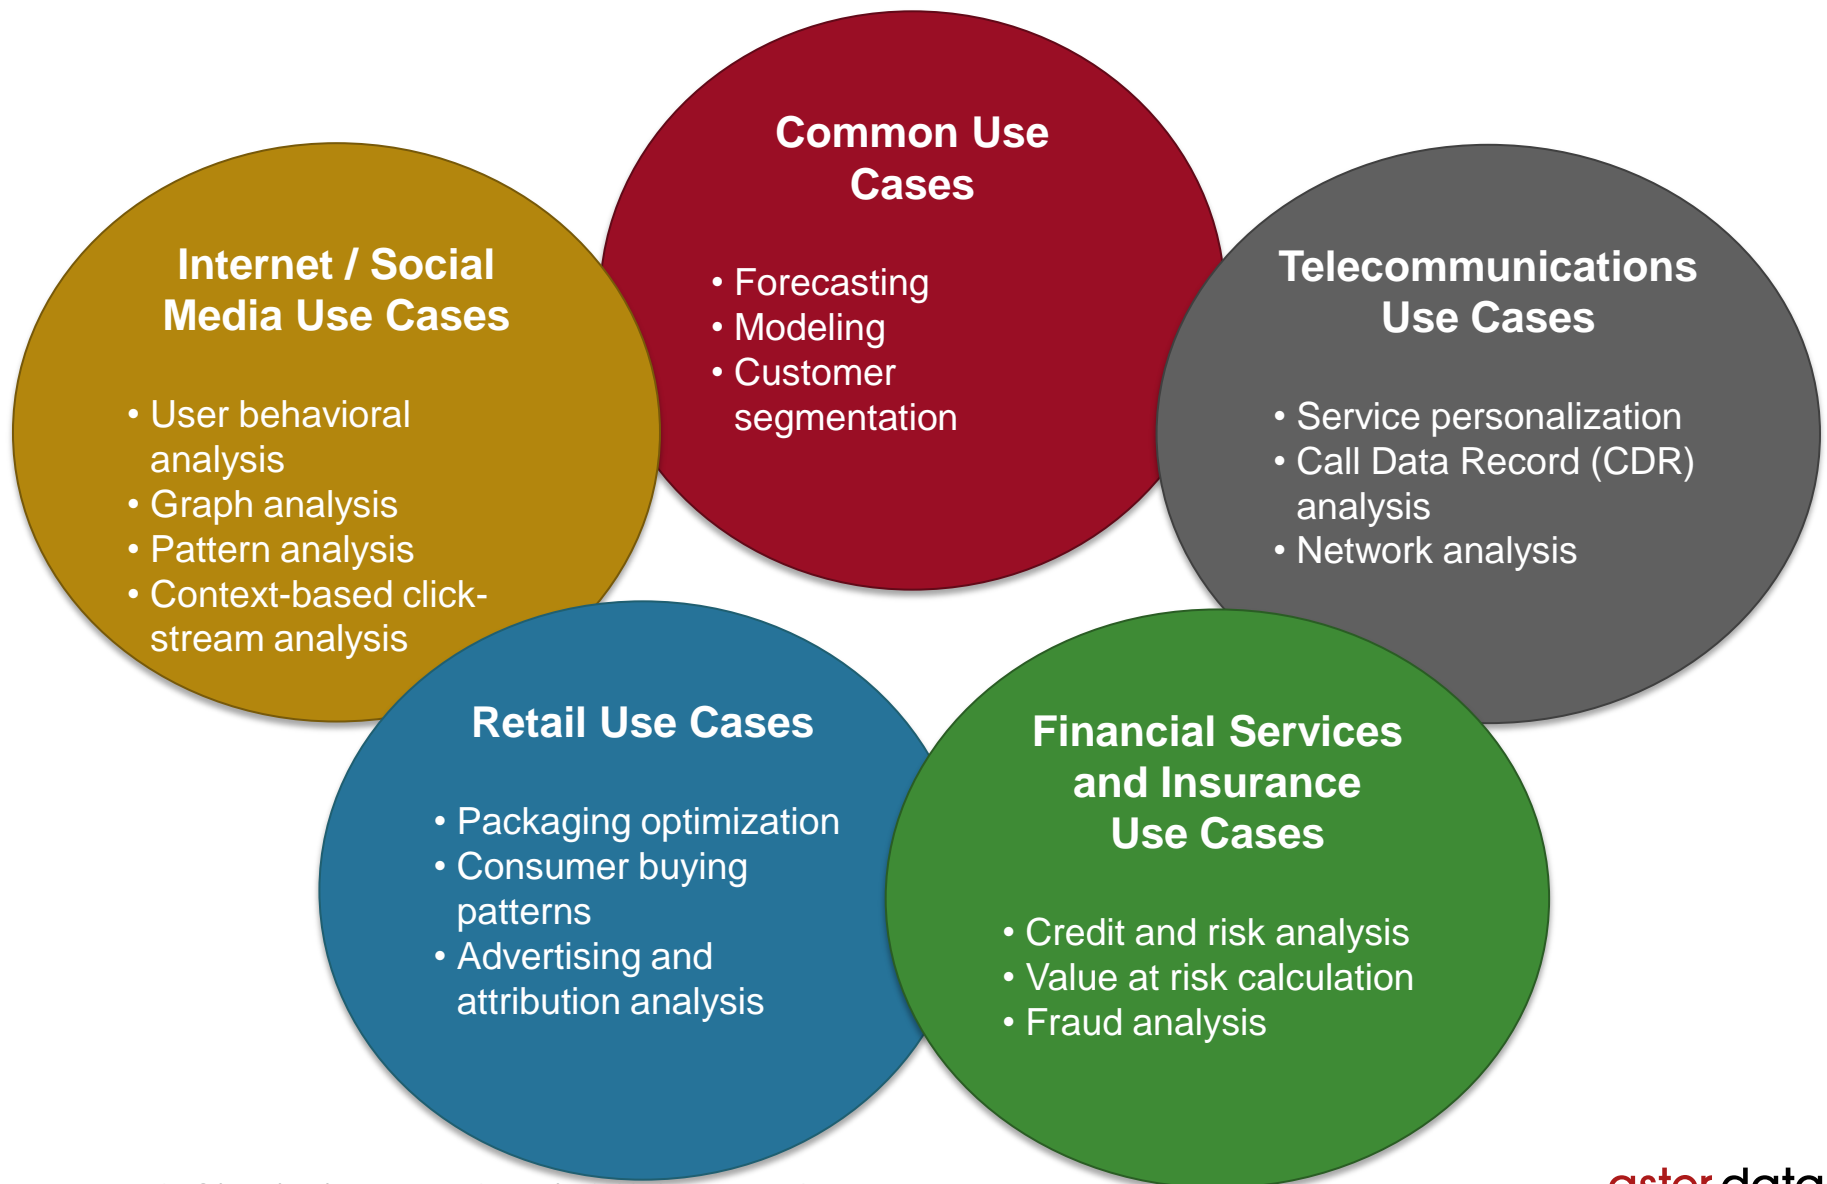 Common Use
Cases
• Forecasting
• Modeling
• Customer
segmentation
Internet / Social
Media Use Cases
• User behavioral
analysis
• Graph analysis
• Pattern analysis
• Context-based click-
stream analysis
Telecommunications
Use Cases
• Service personalization
• Call Data Record (CDR)
analysis
• Network analysis
Retail Use Cases
• Packaging optimization
• Consumer buying
patterns
• Advertising and
attribution analysis
Financial Services
and Insurance
Use Cases
• Credit and risk analysis
• Value at risk calculation
• Fraud analysis
aster data